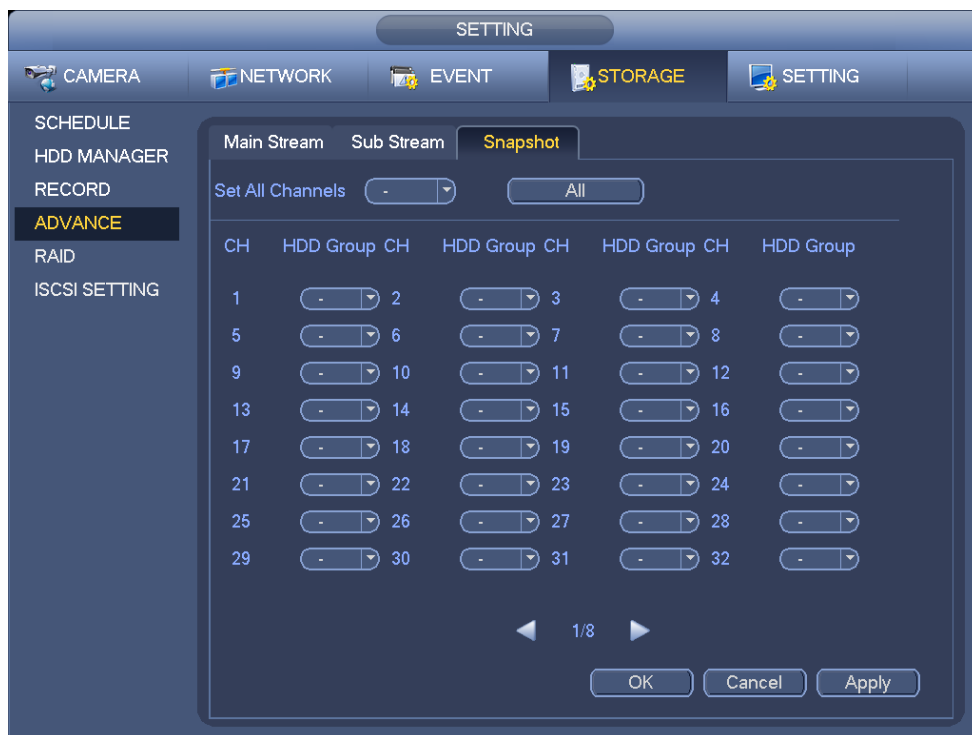 SETTING
CAMERA NETWORK EVENT STORAGE SETTING
SCHEDULE
HDD MANAGER
RECORD
ADVANCE
RAID
ISCSI SETTING
Main Stream Sub Stream Snapshot
Set All Channels - All
CH HDD Group CH HDD Group CH HDD Group CH HDD Group
1 - 2 - 3 - 4 -
5 - 6 - 7 - 8 -
9 - 10 - 11 - 12 -
13 - 14 - 15 - 16 -
17 - 18 - 19 - 20 -
21 - 22 - 23 - 24 -
25 - 26 - 27 - 28 -
29 - 30 - 31 - 32 -
1/8
OK Cancel Apply